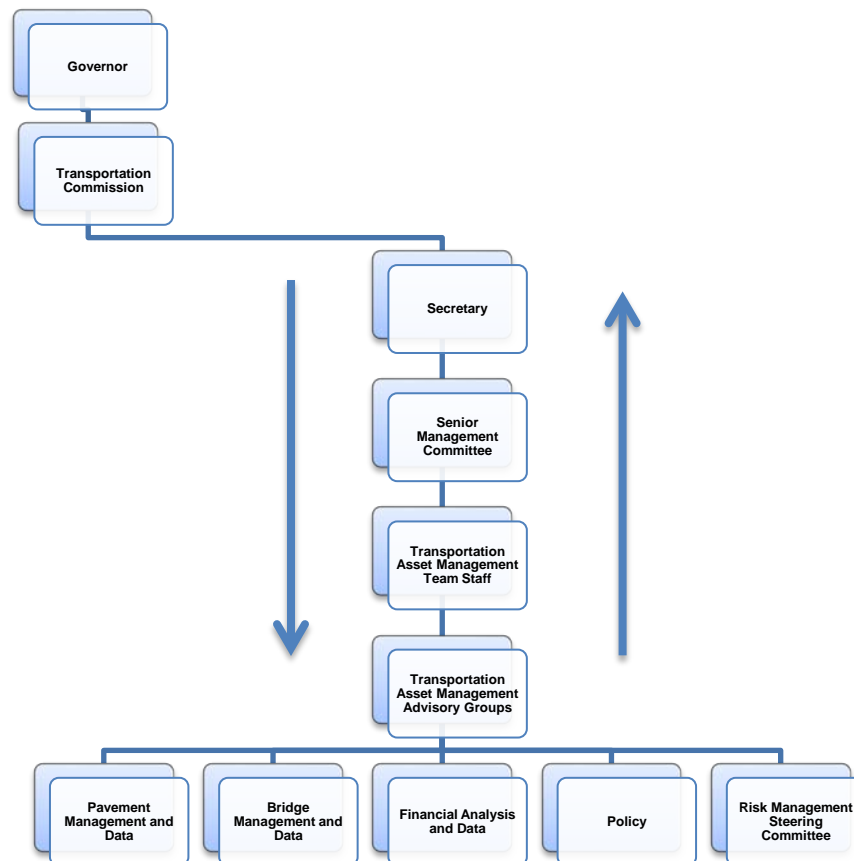 Governor
Transportation
Commission
Secretary
Senior
Management
Committee
Transportation
Asset Management
Team Staff
Transportation
Asset Management
Advisory Groups
Pavement
Management and
Data
Bridge
Management and
Data
Financial Analysis
and Data
Policy
Risk Management
Steering
Committee